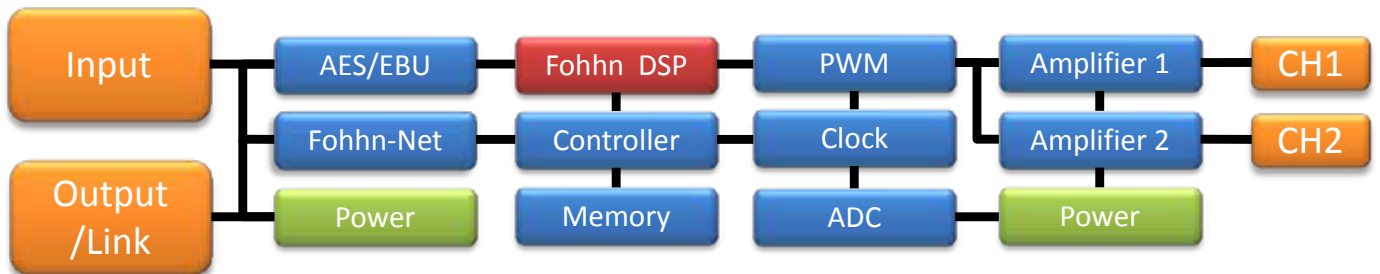 Input
AES/EBU
Fohhn DSP
PWM
Amplifier 1
CH1
Fohhn-Net
Controller
Clock
Amplifier 2
CH2
Output
/Link
Power
Memory
ADC
Power